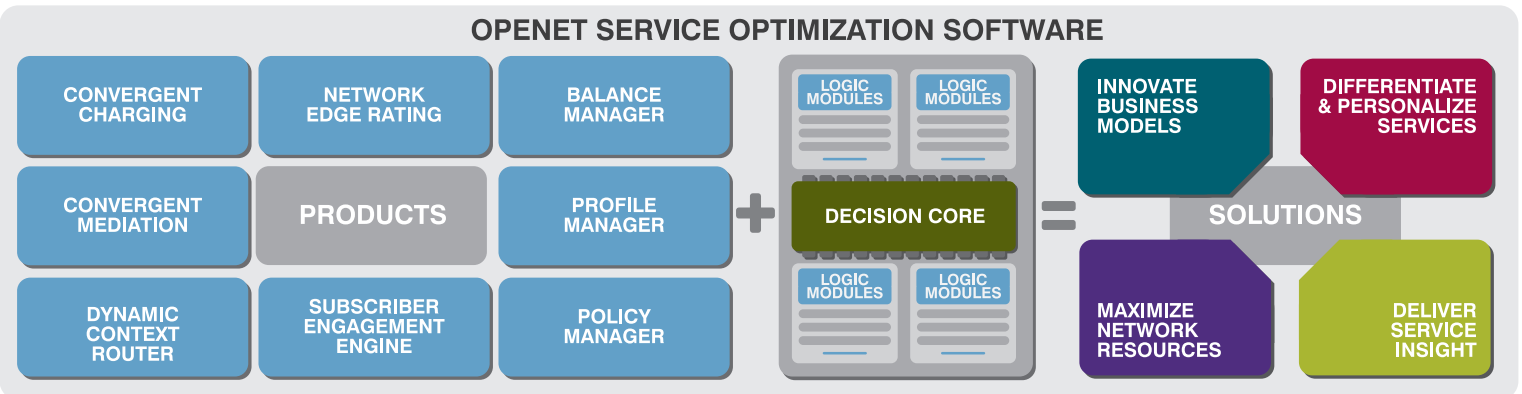 OPENET SERVICE OPTIMIZATION SOFTWARE
CONVERGENT
CHARGING
NETWORK
EDGE RATING
BALANCE
MANAGER
CONVERGENT
MEDIATION
PRODUCTS
PROFILE
MANAGER
DYNAMIC
CONTEXT
ROUTER
SUBSCRIBER
ENGAGEMENT
ENGINE
POLICY
MANAGER
+
LOGIC
MODULES
LOGIC
MODULES
DECISION CORE
LOGIC
MODULES
LOGIC
MODULES
=
INNOVATE
BUSINESS
MODELS
DIFFERENTIATE
& PERSONALIZE
SERVICES
SOLUTIONS
MAXIMIZE
NETWORK
RESOURCES
DELIVER
SERVICE
INSIGHT